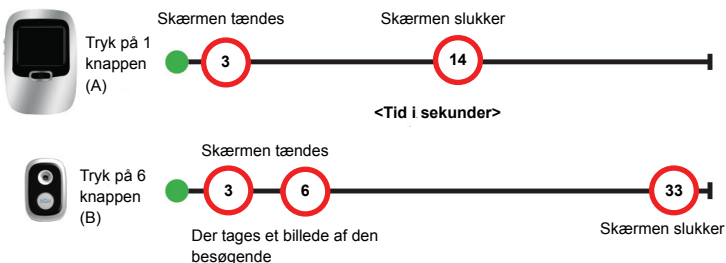 Skærmen tændes
Skærmen slukker
Tryk på 1
knappen
(A)
3
14
<Tid i sekunder>
Skærmen tændes
Tryk på 6
knappen
(B)
3
6
33
Der tages et billede af den
besøgende
Skærmen slukker